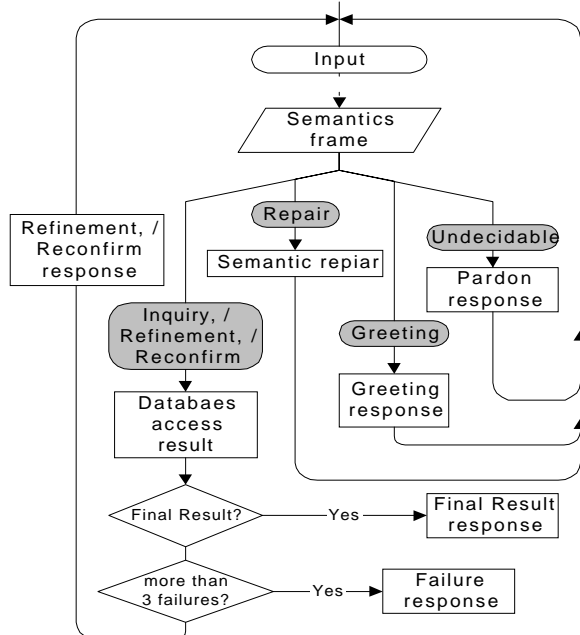 Input
Semantics
frame
Repair
Refinement, /
Reconfirm
response
Undecidable
Semantic repiar
Pardon
response
Inquiry, /
Refinement, /
Reconfirm
Greeting
Greeting
response
Databaes
access
result
Final Result?
Yes
Final Result
response
more than
3 failures?
Yes
Failure
response